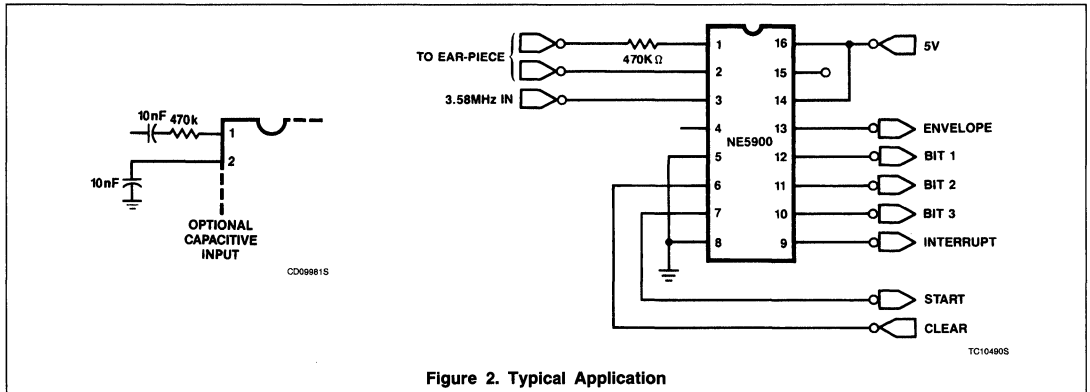 10nF 470k
1
2
10nF
OPTIONAL
CAPACITIVE
INPUT
CD09981S
TO EAR-PIECE
470KΩ
3.58MHz IN
1
2
3
4
5
6
7
8
NE5900
16
15
14
13
12
11
10
9
5V
ENVELOPE
BIT 1
BIT 2
BIT 3
INTERRUPT
START
CLEAR
TC10490S
Figure 2. Typical Application